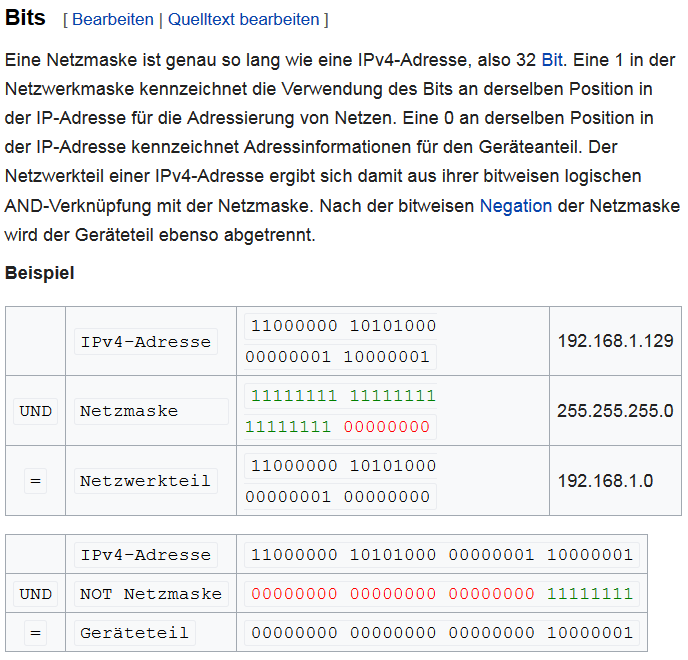 Bits [ Bearbeiten | Quelltext bearbeiten ]
Eine Netzmaske ist genau so lang wie eine IPv4-Adresse, also 32 Bit. Eine 1 in der
Netzwerkmaske kennzeichnet die Verwendung des Bits an derselben Position in
der IP-Adresse für die Adressierung von Netzen. Eine 0 an derselben Position in
der IP-Adresse kennzeichnet Adressinformationen für den Geräteanteil. Der
Netzwerkteil einer IPv4-Adresse ergibt sich damit aus ihrer bitweisen logischen
AND-Verknüpfung mit der Netzmaske. Nach der bitweisen Negation der Netzmaske
wird der Geräteteil ebenso abgetrennt.
Beispiel
IPv4-Adresse 11000000 10101000
00000001 10000001 192.168.1.129
UND Netzmaske 11111111 11111111
11111111 00000000 255.255.255.0
= Netzwerkteil 11000000 10101000
00000001 00000000 192.168.1.0
IPv4-Adresse 11000000 10101000 00000001 10000001
UND NOT Netzmaske 00000000 00000000 00000000 11111111
= Geräteteil 00000000 00000000 00000000 10000001